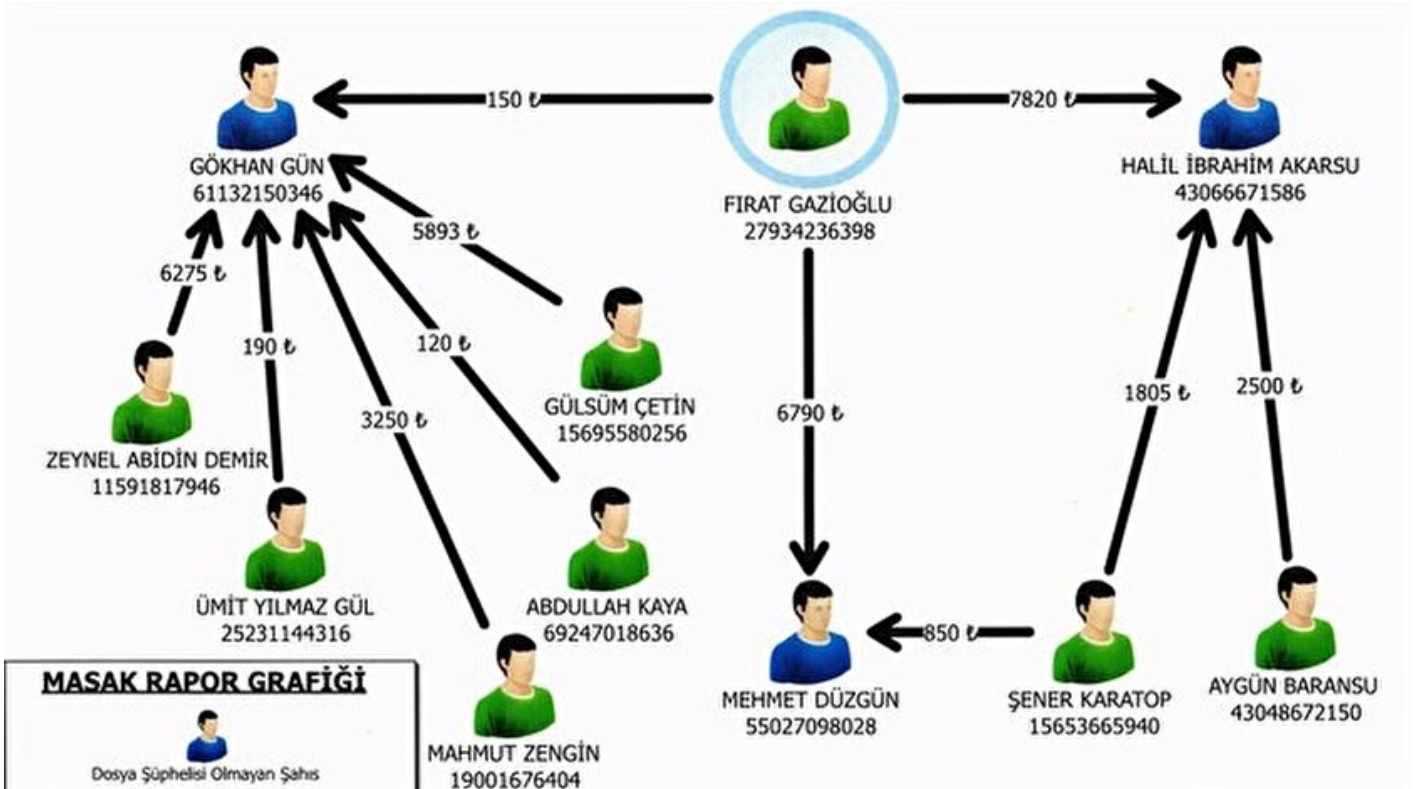 150 ₺
7820 ₺
GÖKHAN GÜN
61132150346
FIRAT GAZİOĞLU
27934236398
HALİL İBRAHİM AKARSU
43066671586
5893 ₺
6275 ₺
190 ₺
120 ₺
3250 ₺
GÜLSÜM ÇETİN
15695580256
6790 ₺
1805 ₺
2500 ₺
ZEYNEL ABİDİN DEMİR
11591817946
ÜMİT YILMAZ GÜL
25231144316
ABDULLAH KAYA
69247018636
850 ₺
MEHMET DÜZGÜN
55027098028
ŞENER KARATOP
15653665940
AYGÜN BARANSU
43048672150
MAHMUT ZENGİN
19001676404
MASAK RAPOR GRAFİĞİ
Dosya Şüphelisi Olmayan Şahıs